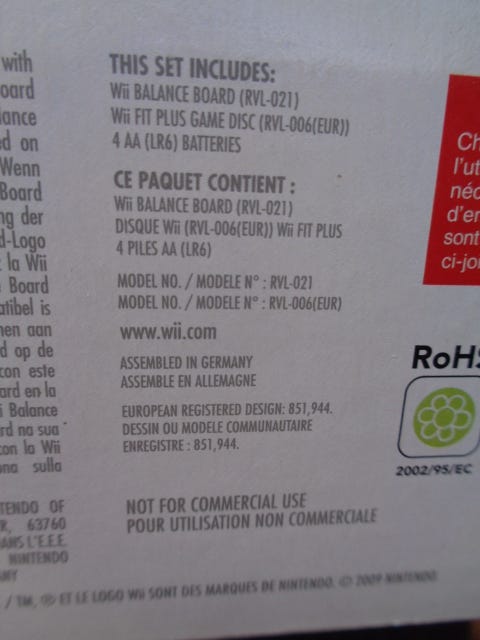 with
oard
lance
ed on
Wenn
Board
ng der
d-Logo
la Wii
Board
atibel is
en aan
d op de
con este
ard en la
i Balance
rd na sua
con la Wii
ona sulla
THIS SET INCLUDES:
Wii BALANCE BOARD (RVL-021)
Wii FIT PLUS GAME DISC (RVL-006(EUR))
4 AA (LR6) BATTERIES
CE PAQUET CONTIENT :
Wii BALANCE BOARD (RVL-021)
DISQUE Wii (RVL-006(EUR)) Wii FIT PLUS
4 PILES AA (LR6)
MODEL NO. / MODELE N° : RVL-021
MODEL NO. / MODELE N° : RVL-006(EUR)
www.wii.com
ASSEMBLED IN GERMANY
ASSEMBLE EN ALLEMAGNE
EUROPEAN REGISTERED DESIGN: 851,944.
DESSIN OU MODELE COMMUNAUTAIRE
ENREGISTRE : 851,944.
NOT FOR COMMERCIAL USE
POUR UTILISATION NON COMMERCIALE
TENDO OF
R, 63760
ANS L'E.E.E.
NINTENDO
NY
/ TM, ® ET LE LOGO Wii SONT DES MARQUES DE NINTENDO. © 2009 NINTENDO.
Ch
l'ut
néc
d'en
sont
ci-jo
RoHS
2002/95/EC